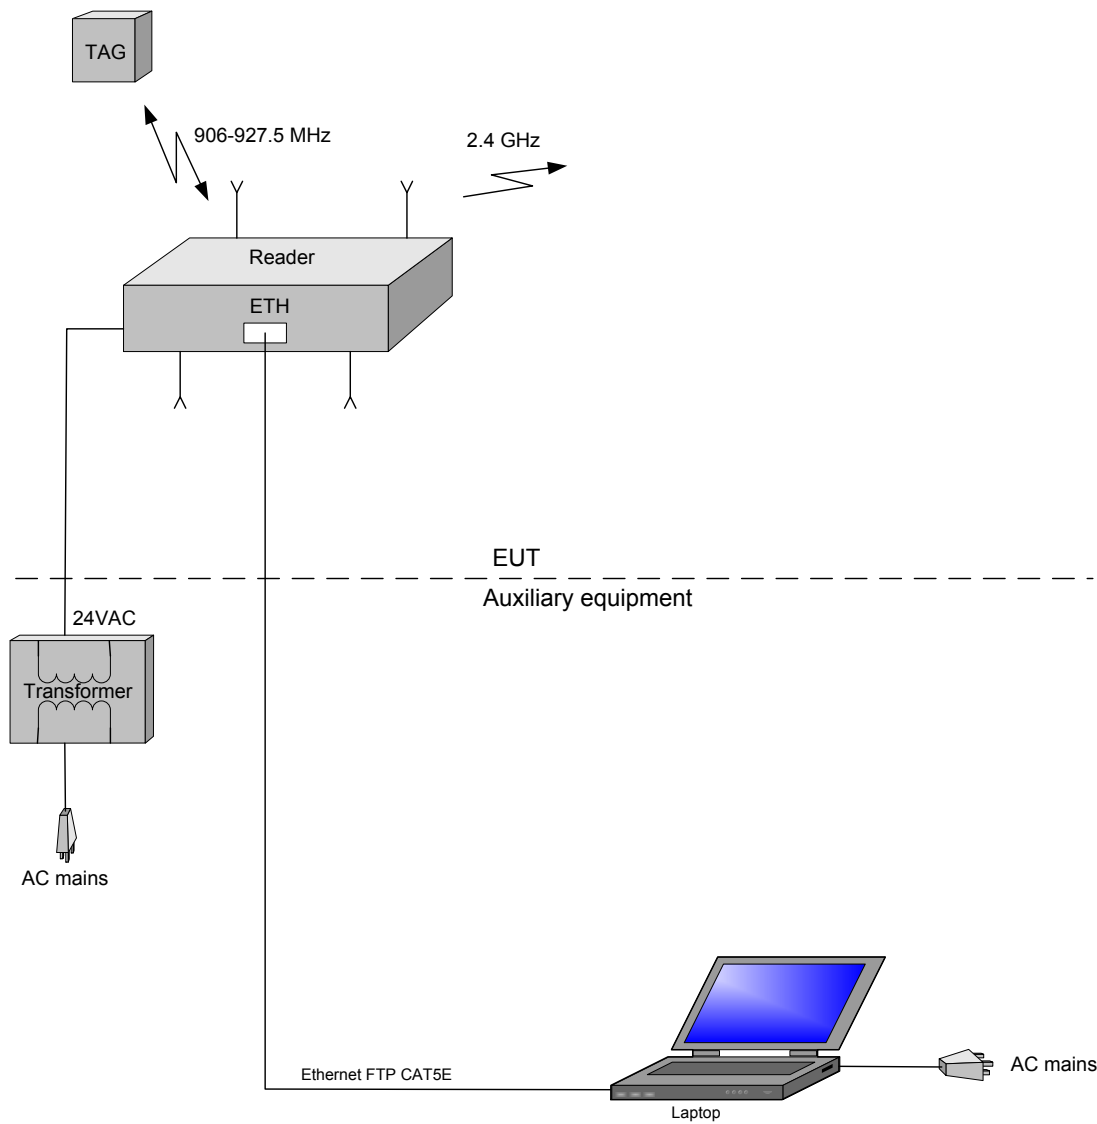 TAG
906-927.5 MHz
2.4 GHz
Reader
ETH
EUT
Auxiliary equipment
24VAC
Transformer
AC mains
Ethernet FTP CAT5E
AC mains
Laptop